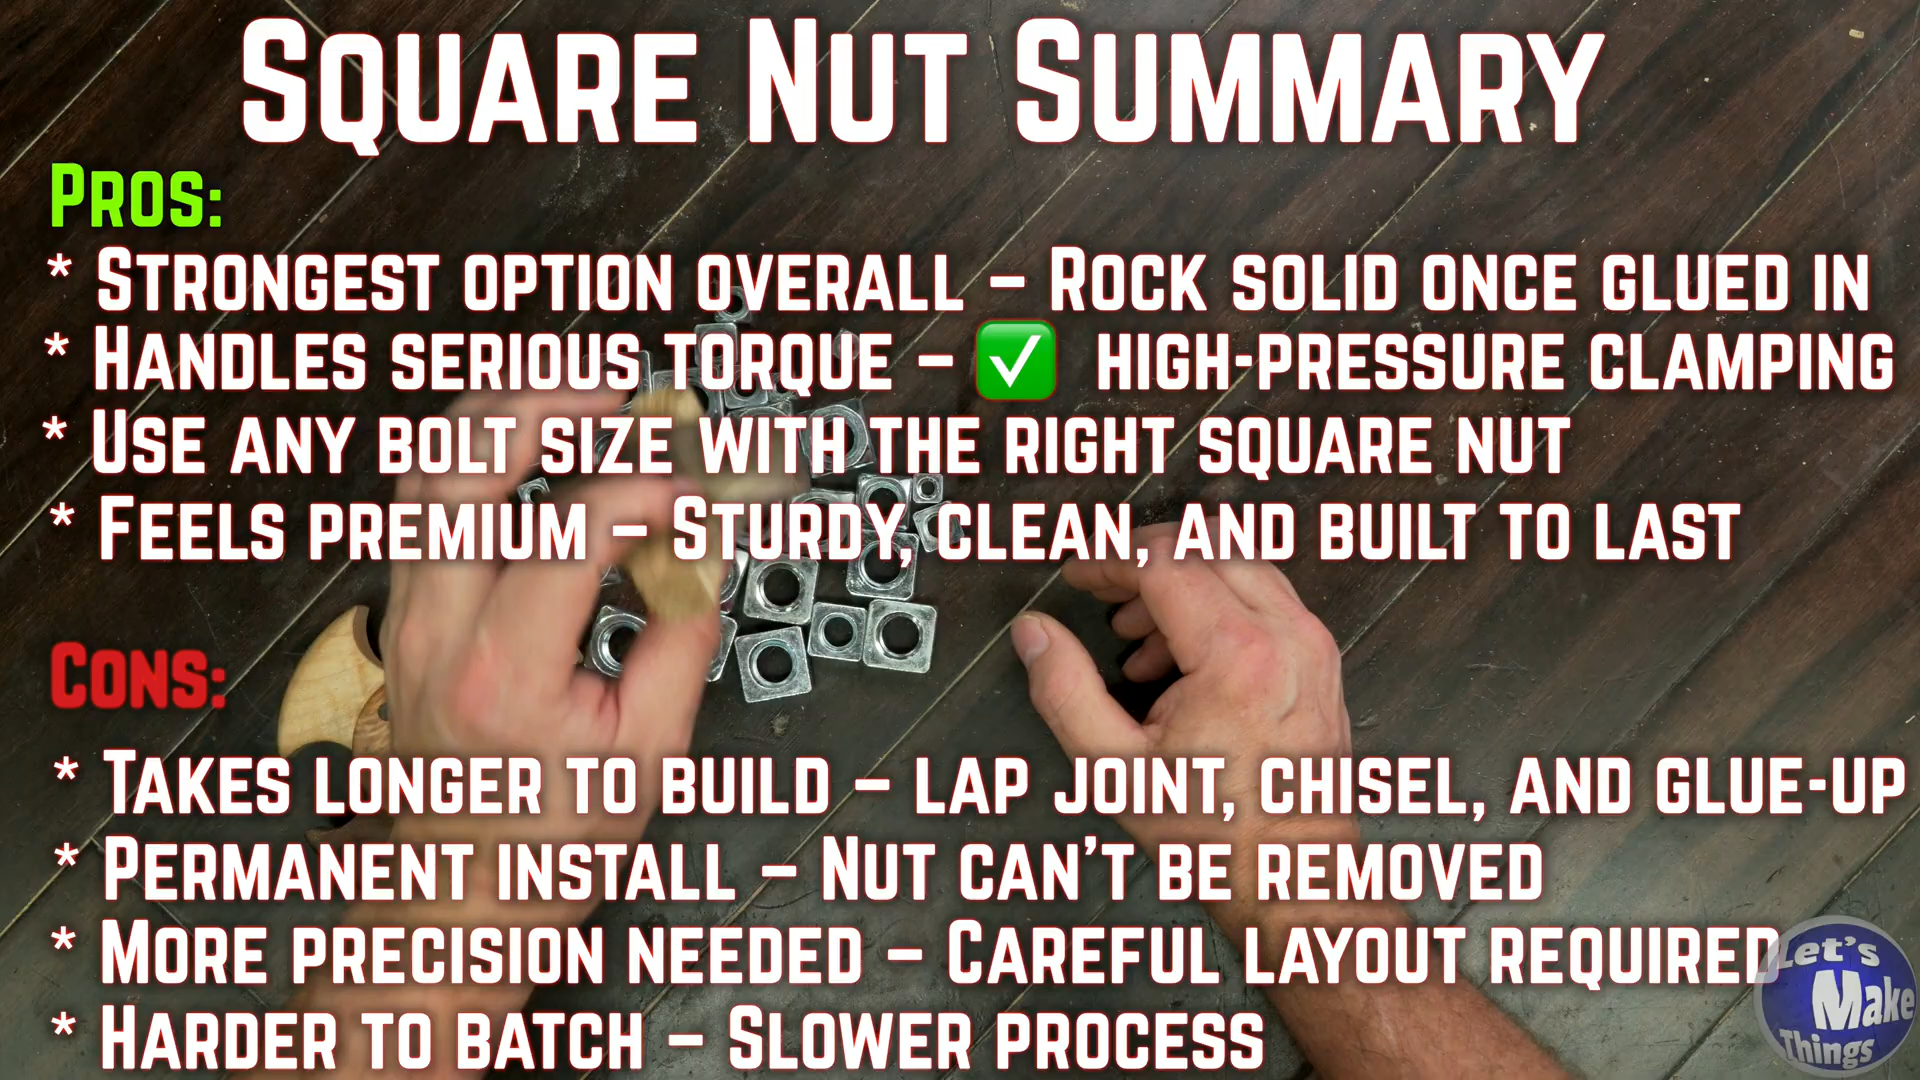 Square Nut Summary
Pros:
* Strongest option overall – Rock solid once glued in
* Handles serious torque – ✅ high-pressure clamping
* Use any bolt size with the right square nut
* Feels premium – Sturdy, clean, and built to last
Cons:
* Takes longer to build – lap joint, chisel, and glue-up
* Permanent install – Nut can't be removed
* More precision needed – Careful layout required
* Harder to batch – Slower process
Let's
Make
Things